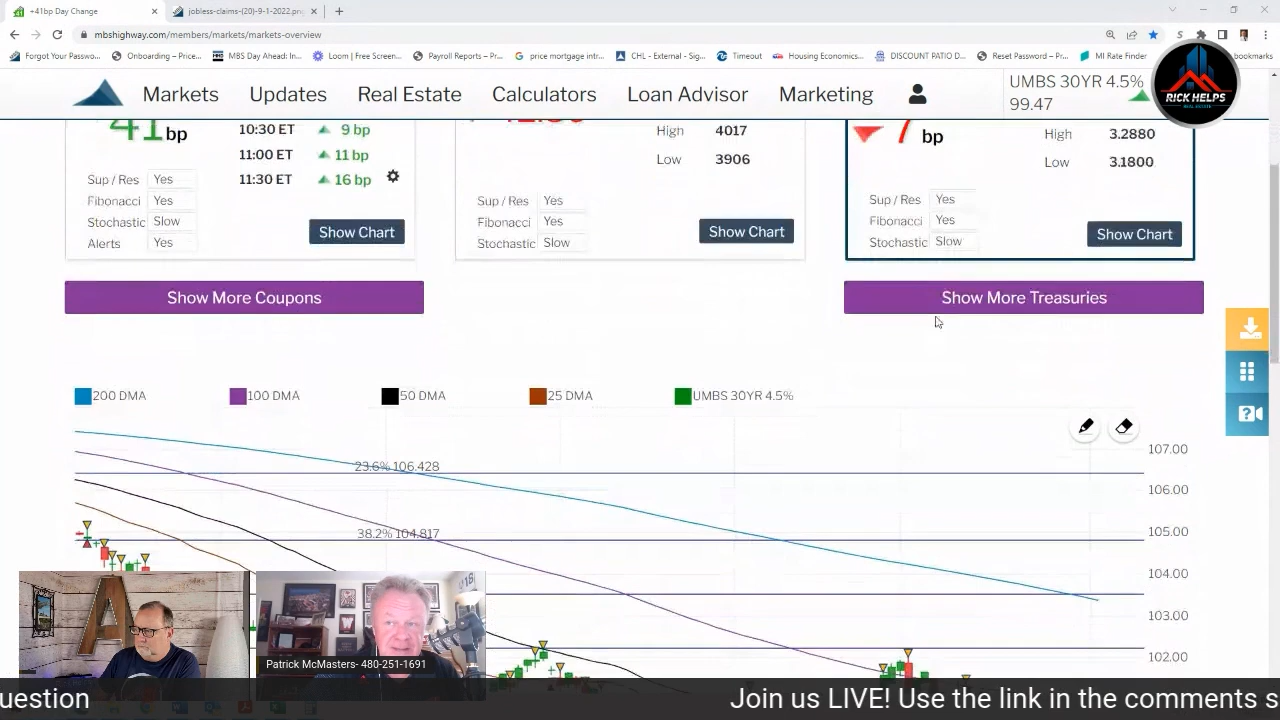 +41bp Day Change
jobless-claims-(20)-9-1-2022.pn
mbshighway.com/members/markets/markets-overview
Forgot Your Passwo...
Onboarding – Price...
MBS Day Ahead: In...
Loom | Free Screen...
Payroll Reports – Pr...
price mortgage intr...
CHL - External - Sig...
Timeout
Housing Economics...
DISCOUNT PATIO D...
Reset Password – Pr...
MI Rate Finder
bookmarks
Markets
Updates
Real Estate
Calculators
Loan Advisor
Marketing
UMBS 30YR 4.5%
99.47
RICK HELPS
REAL ESTATE
41 bp
10:30 ET 9 bp
11:00 ET 11 bp
11:30 ET 16 bp
Sup / Res Yes
Fibonacci Yes
Stochastic Slow
Alerts Yes
Show Chart
High 4017
Low 3906
Sup / Res Yes
Fibonacci Yes
Stochastic Slow
Show Chart
7 bp
High 3.2880
Low 3.1800
Sup / Res Yes
Fibonacci Yes
Stochastic Slow
Show Chart
Show More Coupons
Show More Treasuries
200 DMA
100 DMA
50 DMA
25 DMA
UMBS 30YR 4.5%
23.6% 106.428
38.2% 104.817
107.00
106.00
105.00
104.00
103.00
102.00
A
Patrick McMasters- 480-251-1691
uestion
Join us LIVE! Use the link in the comments s